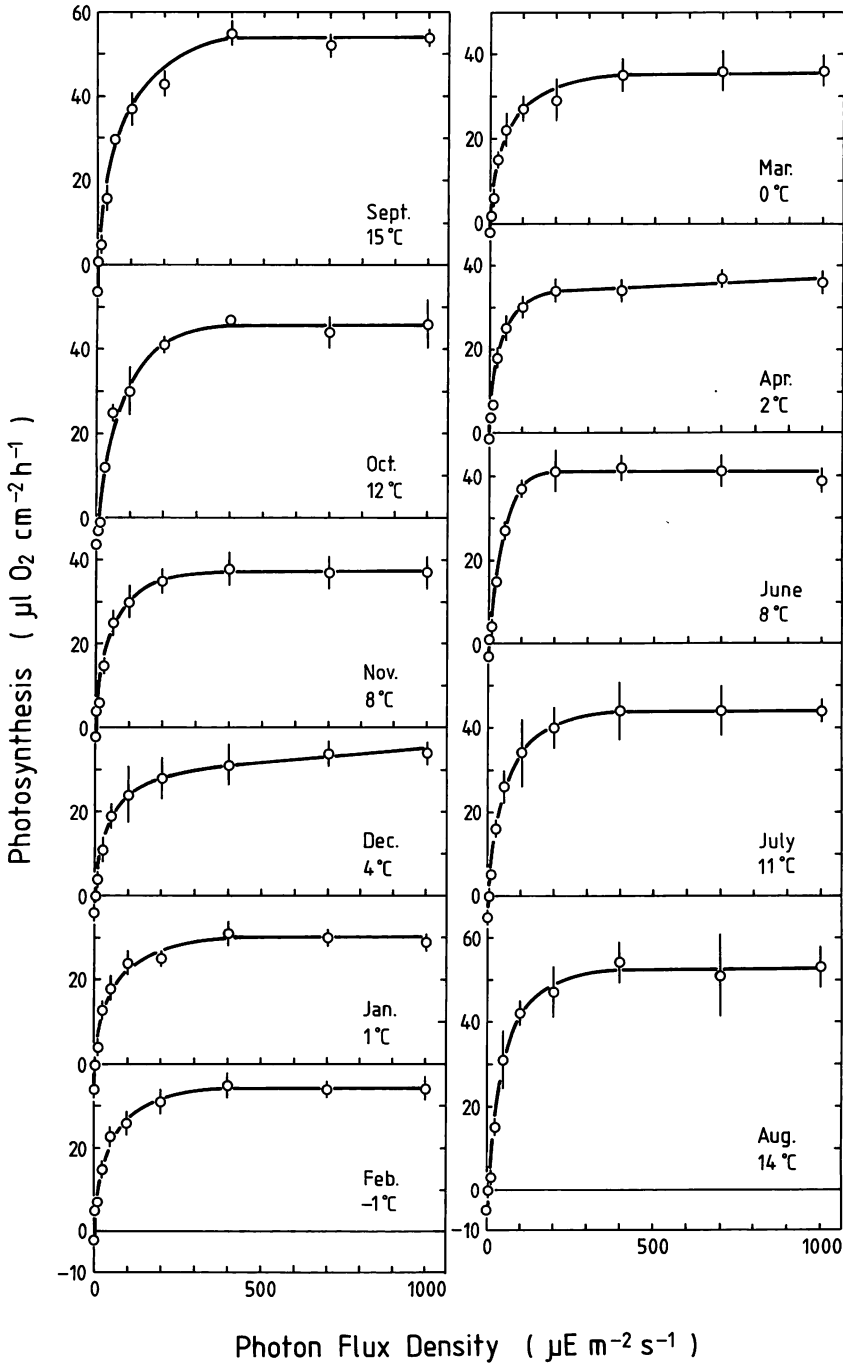 Photosynthesis ( µl O₂ cm⁻² h⁻¹ )
60
40
20
0
Sept.
15 °C
40
20
0
Oct.
12 °C
40
20
0
Nov.
8 °C
20
0
Dec.
4 °C
20
0
Jan.
1 °C
20
0
-10
Feb.
-1 °C
0
500
1000
40
20
0
Mar.
0 °C
40
20
0
Apr.
2 °C
40
20
0
June
8 °C
40
20
0
July
11 °C
60
40
20
0
-10
Aug.
14 °C
0
500
1000
Photon Flux Density ( µE m⁻² s⁻¹ )